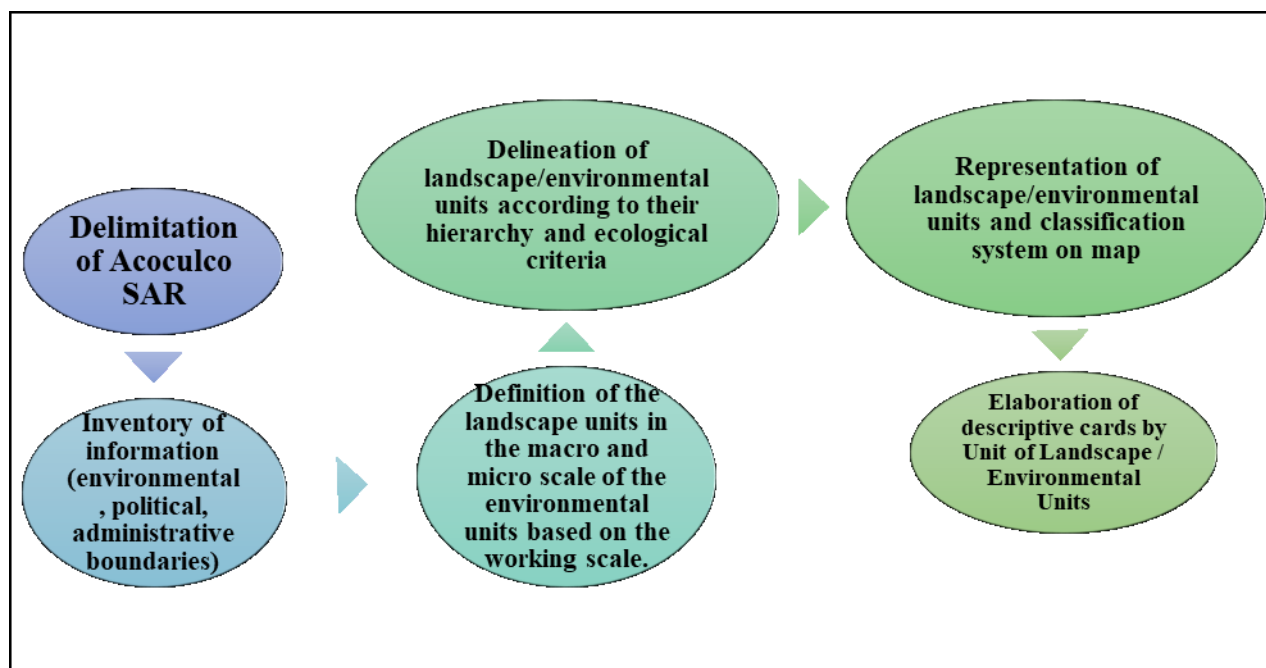 Delimitation
of Acoculco
SAR
Inventory of
information
(environmental
, political,
administrative
boundaries)
Definition of the
landscape units in
the macro and
micro scale of the
environmental
units based on the
working scale.
Delineation of
landscape/environmental
units according to their
hierarchy and ecological
criteria
Representation of
landscape/environmental
units and classification
system on map
Elaboration of
descriptive cards by
Unit of Landscape /
Environmental
Units